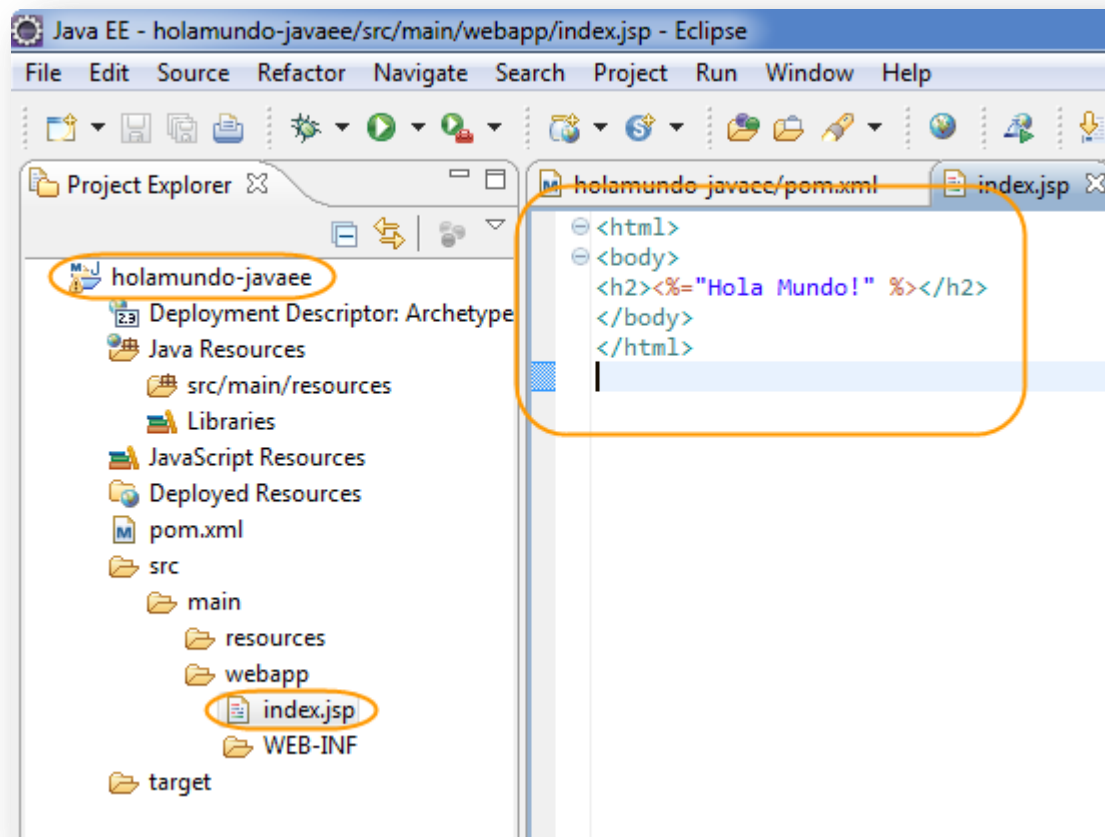 Java EE - holamundo-javaee/src/main/webapp/index.jsp - Eclipse
File Edit Source Refactor Navigate Search Project Run Window Help
Project Explorer
holamundo-javaee/pom.xml
index.jsp
holamundo-javaee
Deployment Descriptor: Archetype
Java Resources
src/main/resources
Libraries
JavaScript Resources
Deployed Resources
pom.xml
src
main
resources
webapp
index.jsp
WEB-INF
target
<html>
<body>
<h2><%="Hola Mundo!" %></h2>
</body>
</html>